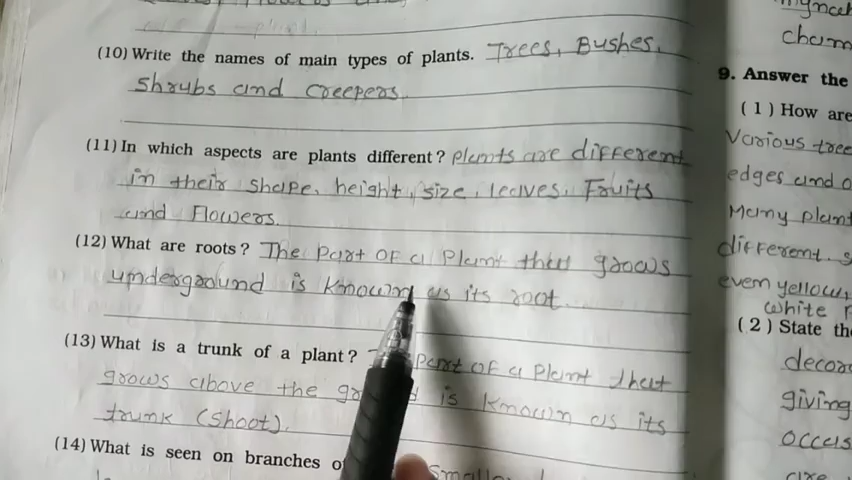 (10) Write the names of main types of plants. Trees, Bushes,
Shrubs and creepers.
(11) In which aspects are plants different? Plants are different
in their shape, height, size, leaves, Fruits
and Flowers.
(12) What are roots? The part of a plant that grows
underground is known as its root.
(13) What is a trunk of a plant? part of a plant that
grows above the is known as its
trunk (shoot).
(14) What is seen on branches
9. Answer the
(1) How are
Various tree
edges and
Many plant
different
even yellow,
white
(2) State the
decor
giving
occas
are